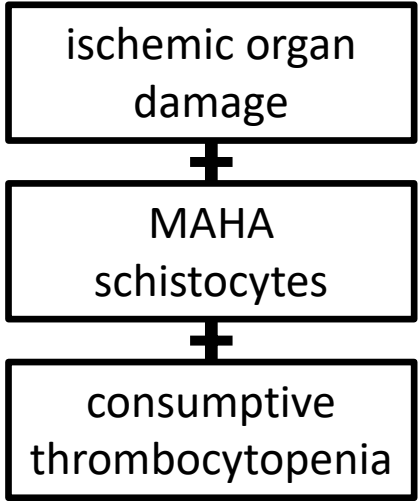 ischemic organ
damage
+
MAHA
schistocytes
+
consumptive
thrombocytopenia